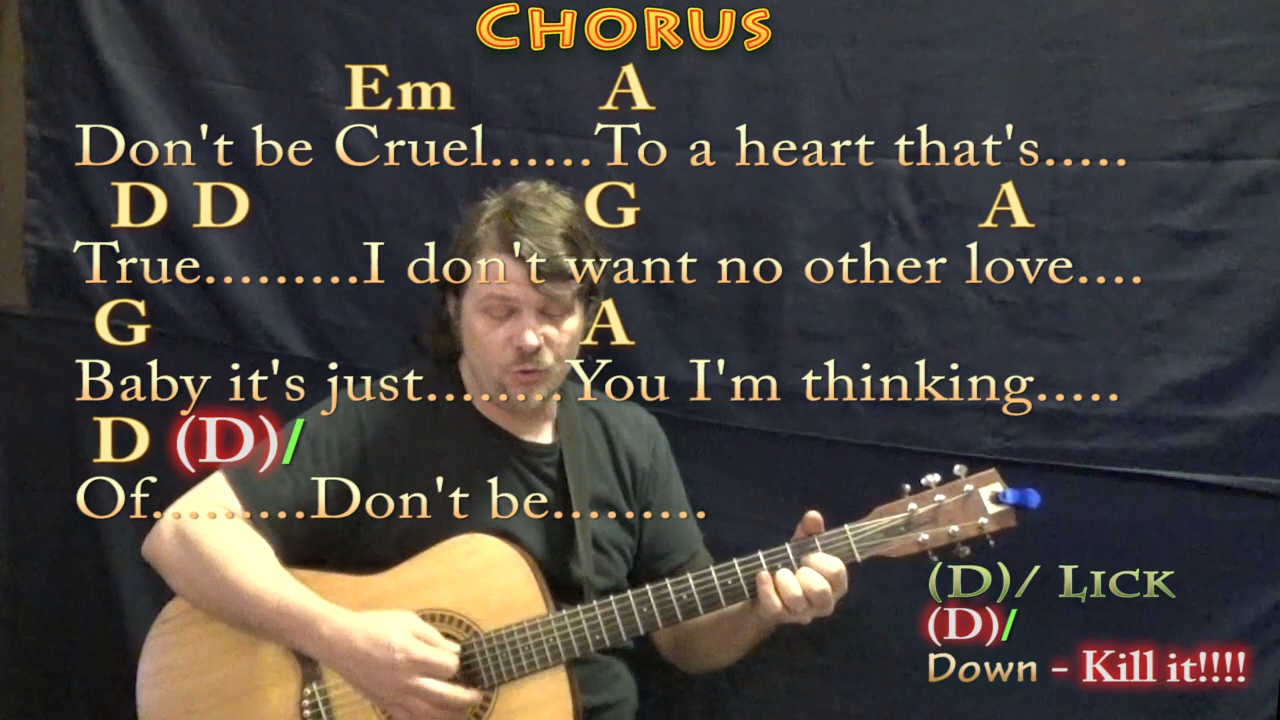 CHORUS
Em A
Don't be Cruel......To a heart that's.....
D D G A
True.........I don't want no other love....
G A
Baby it's just........You I'm thinking.....
D (D)/
Of.........Don't be.........
(D)/ LICK
(D)/
Down - Kill it!!!!